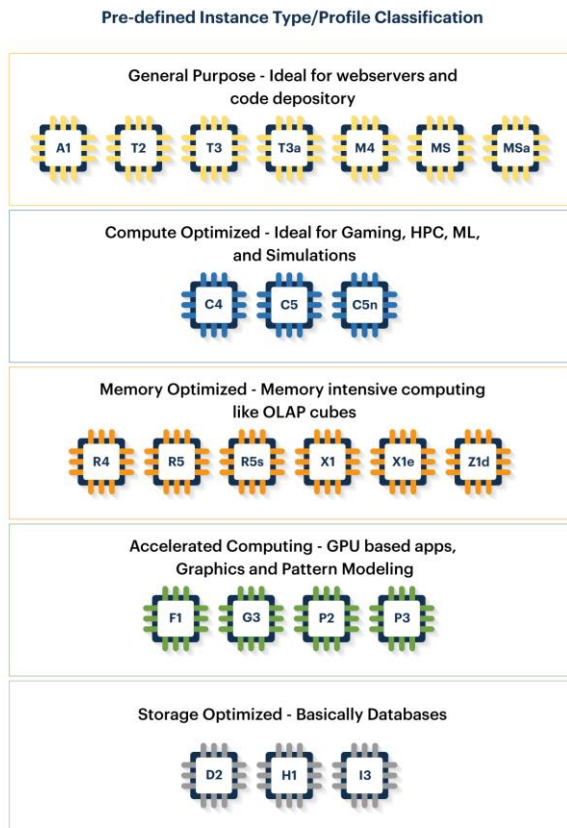 Pre-defined Instance Type/Profile Classification
General Purpose - Ideal for webservers and
code depository
A1 T2 T3 T3a M4 MS MSa
Compute Optimized - Ideal for Gaming, HPC, ML,
and Simulations
C4 C5 C5n
Memory Optimized - Memory intensive computing
like OLAP cubes
R4 R5 R5s X1 X1e Z1d
Accelerated Computing - GPU based apps,
Graphics and Pattern Modeling
F1 G3 P2 P3
Storage Optimized - Basically Databases
D2 H1 I3